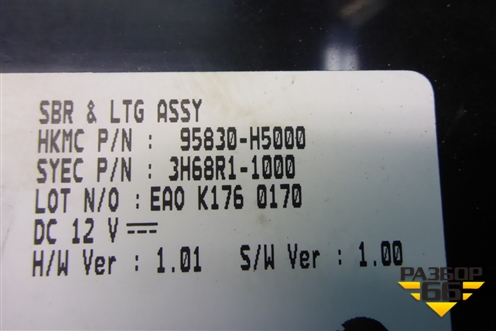 SBR & LTG ASSY
HKMC P/N : 95830-H5000
SYEC P/N : 3H68R1-1000
LOT N/O : EAO K176 0170
DC 12 V ⎓
H/W Ver : 1.01 S/W Ver : 1.00
РАЗБОР
66